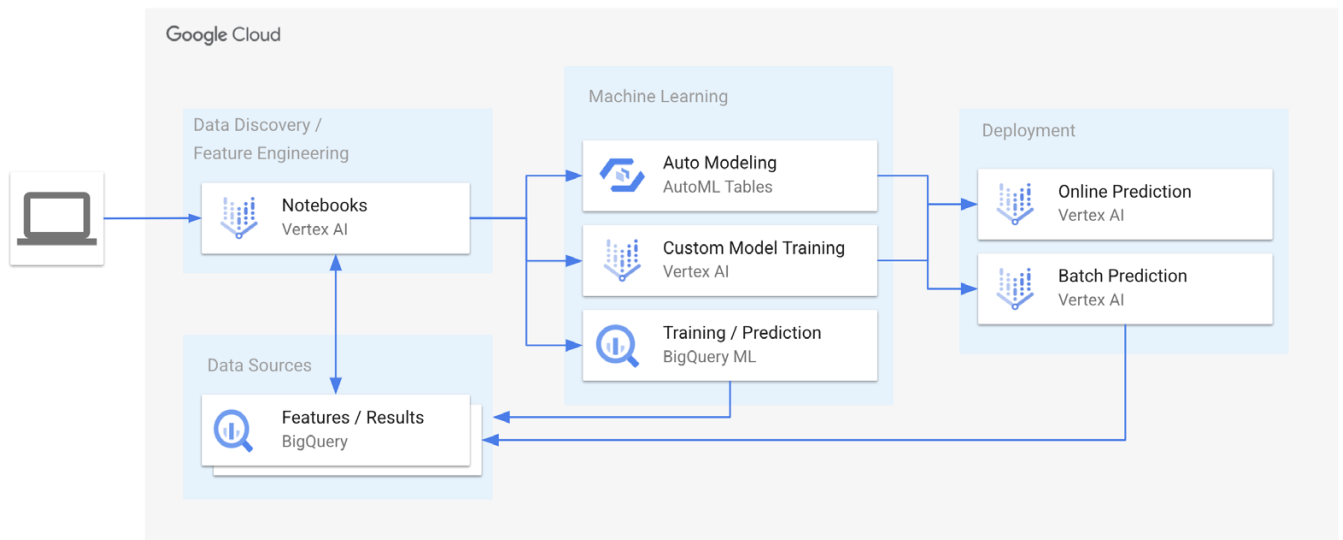 Google Cloud
Data Discovery /
Feature Engineering
Notebooks
Vertex AI
Data Sources
Features / Results
BigQuery
Machine Learning
Auto Modeling
AutoML Tables
Custom Model Training
Vertex AI
Training / Prediction
BigQuery ML
Deployment
Online Prediction
Vertex AI
Batch Prediction
Vertex AI